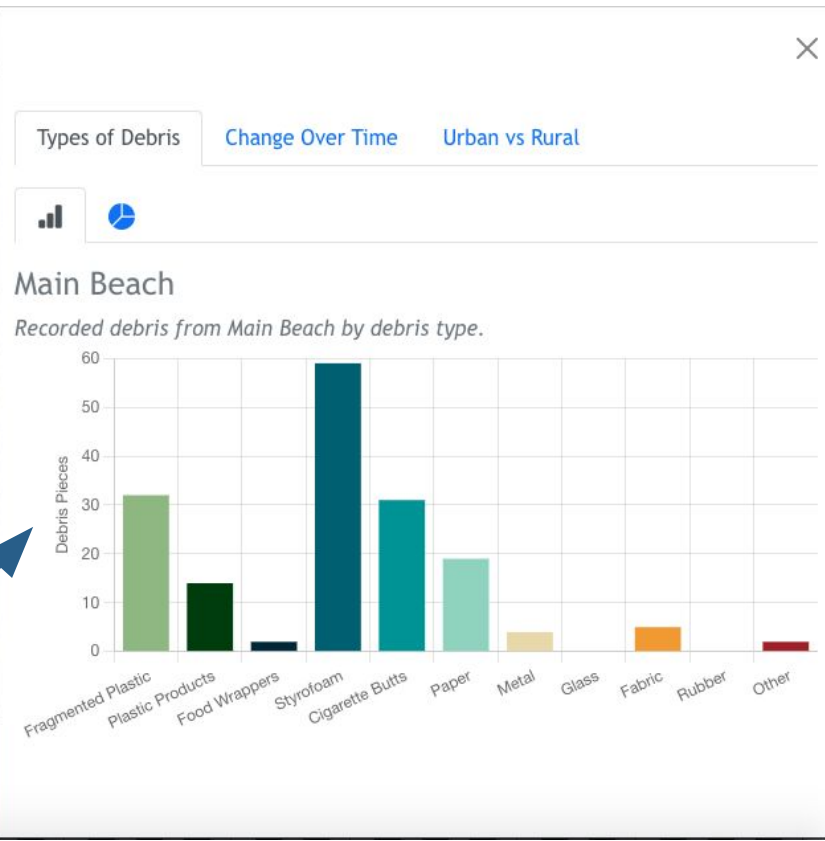 Types of Debris Change Over Time Urban vs Rural
Main Beach
Recorded debris from Main Beach by debris type.
60
50
40
30
20
10
0
Debris Pieces
Fragmented Plastic Plastic Products Food Wrappers Styrofoam Cigarette Butts Paper Metal Glass Fabric Rubber Other